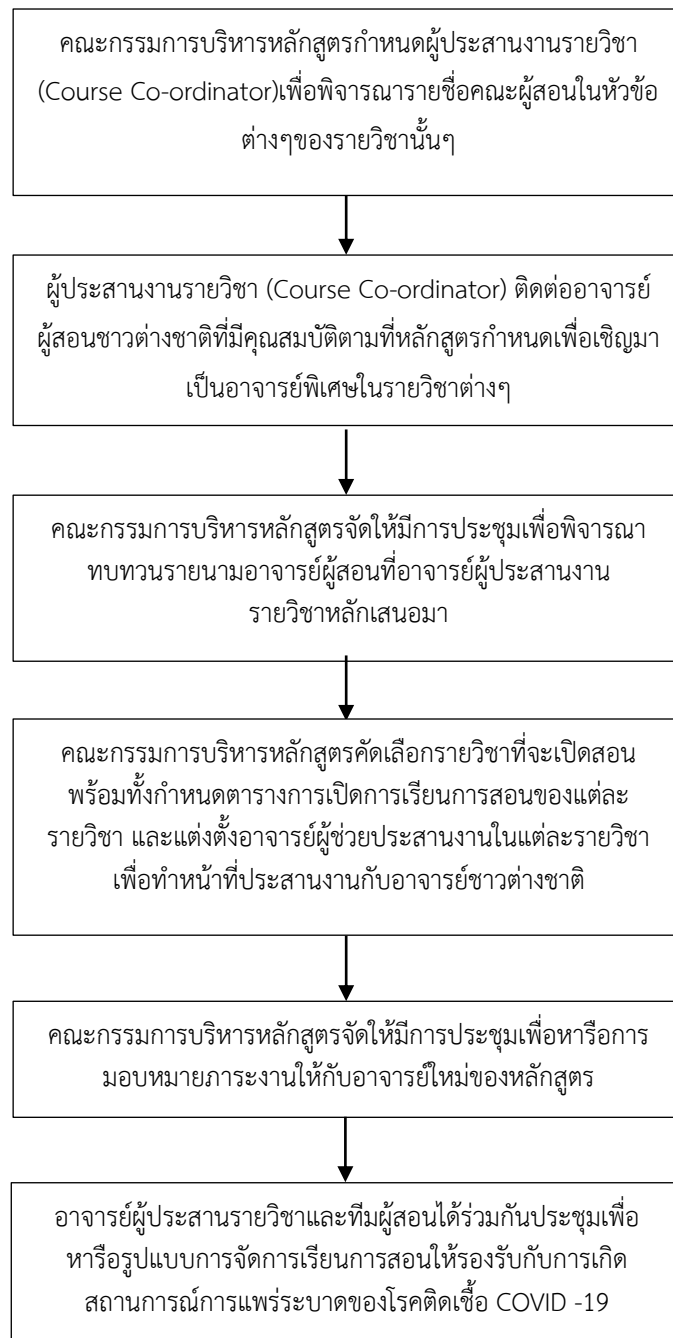 คณะกรรมการบริหารหลักสูตรกำหนดผู้ประสานงานรายวิชา
(Course Co-ordinator)เพื่อพิจารณารายชื่อคณะผู้สอนในหัวข้อ
ต่างๆของรายวิชานั้นๆ
ผู้ประสานงานรายวิชา (Course Co-ordinator) ติดต่ออาจารย์
ผู้สอนชาวต่างชาติที่มีคุณสมบัติตามที่หลักสูตรกำหนดเพื่อเชิญมา
เป็นอาจารย์พิเศษในรายวิชาต่างๆ
คณะกรรมการบริหารหลักสูตรจัดให้มีการประชุมเพื่อพิจารณา
ทบทวนรายนามอาจารย์ผู้สอนที่อาจารย์ผู้ประสานงาน
รายวิชาหลักเสนอมา
คณะกรรมการบริหารหลักสูตรคัดเลือกรายวิชาที่จะเปิดสอน
พร้อมทั้งกำหนดตารางการเปิดการเรียนการสอนของแต่ละ
รายวิชา และแต่งตั้งอาจารย์ผู้ช่วยประสานงานในแต่ละรายวิชา
เพื่อทำหน้าที่ประสานงานกับอาจารย์ชาวต่างชาติ
คณะกรรมการบริหารหลักสูตรจัดให้มีการประชุมเพื่อหารือการ
มอบหมายภาระงานให้กับอาจารย์ใหม่ของหลักสูตร
อาจารย์ผู้ประสานรายวิชาและทีมผู้สอนได้ร่วมกันประชุมเพื่อ
หารือรูปแบบการจัดการเรียนการสอนให้รองรับกับการเกิด
สถานการณ์การแพร่ระบาดของโรคติดเชื้อ COVID -19